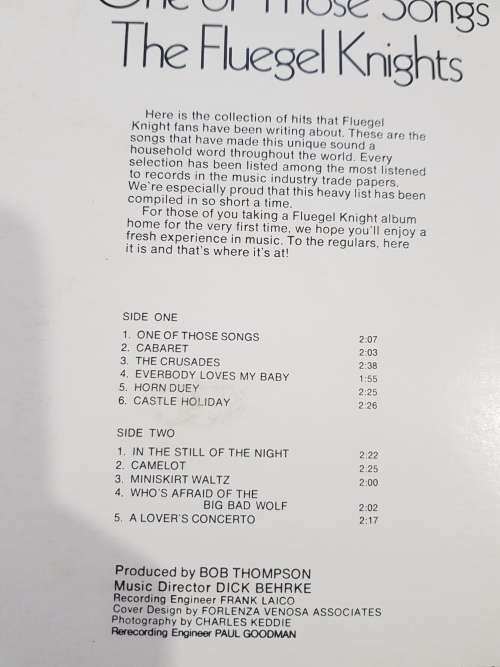 One of Those Songs
The Fluegel Knights
Here is the collection of hits that Fluegel
Knight fans have been writing about. These are the
songs that have made this unique sound a
household word throughout the world. Every
selection has been listed among the most listened
to records in the music industry trade papers.
We're especially proud that this heavy list has been
compiled in so short a time.
For those of you taking a Fluegel Knight album
home for the very first time, we hope you'll enjoy a
fresh experience in music. To the regulars, here
it is and that's where it's at!
SIDE ONE
1. ONE OF THOSE SONGS 2:07
2. CABARET 2:03
3. THE CRUSADES 2:38
4. EVERBODY LOVES MY BABY 1:55
5. HORN DUEY 2:25
6. CASTLE HOLIDAY 2:26
SIDE TWO
1. IN THE STILL OF THE NIGHT 2:22
2. CAMELOT 2:25
3. MINISKIRT WALTZ 2:00
4. WHO'S AFRAID OF THE
BIG BAD WOLF 2:02
5. A LOVER'S CONCERTO 2:17
Produced by BOB THOMPSON
Music Director DICK BEHRKE
Recording Engineer FRANK LAICO
Cover Design by FORLENZA VENOSA ASSOCIATES
Photography by CHARLES KEDDIE
Rerecording Engineer PAUL GOODMAN